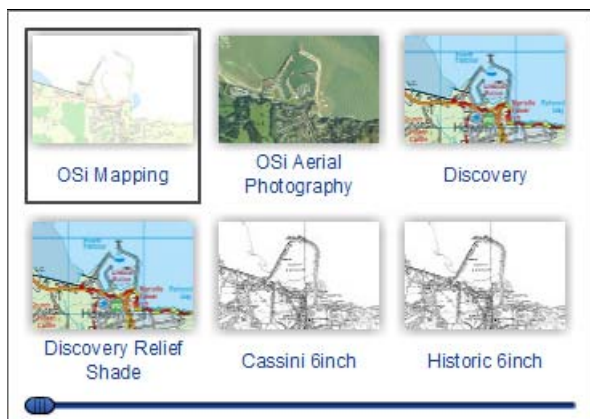 OSi Mapping
OSi Aerial
Photography
Discovery
Discovery Relief
Shade
Cassini 6inch
Historic 6inch